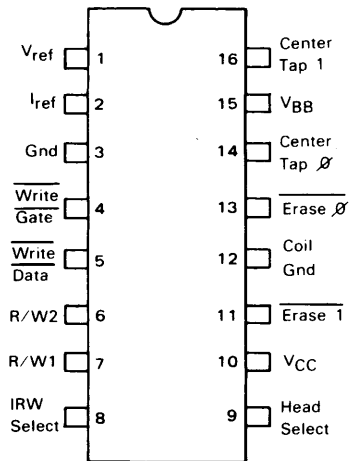 Vref 1
Iref 2
Gnd 3
Write
Gate 4
Write
Data 5
R/W2 6
R/W1 7
IRW
Select 8
16 Center
Tap 1
15 VBB
14 Center
Tap Ø
13 Erase Ø
12 Coil
Gnd
11 Erase 1
10 VCC
9 Head
Select